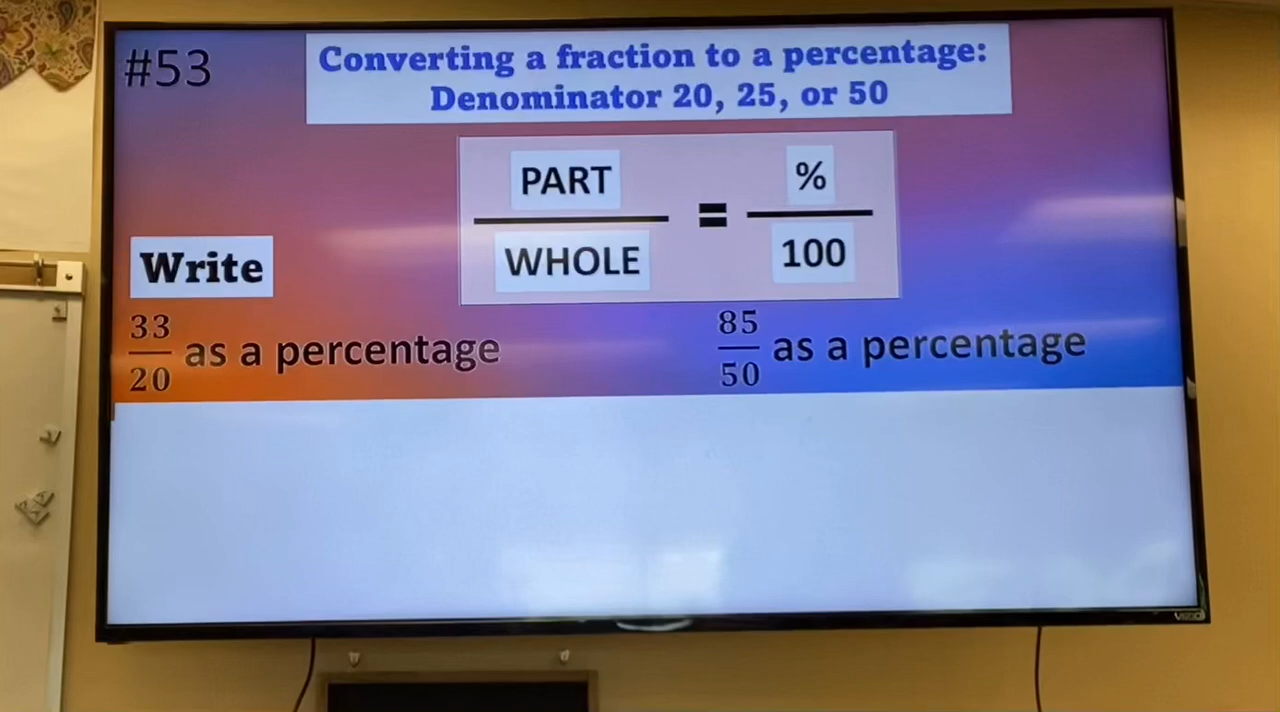 #53
Converting a fraction to a percentage:
Denominator 20, 25, or 50
PART
WHOLE
=
%
100
Write
33
20
as a percentage
85
50
as a percentage
VIZIO